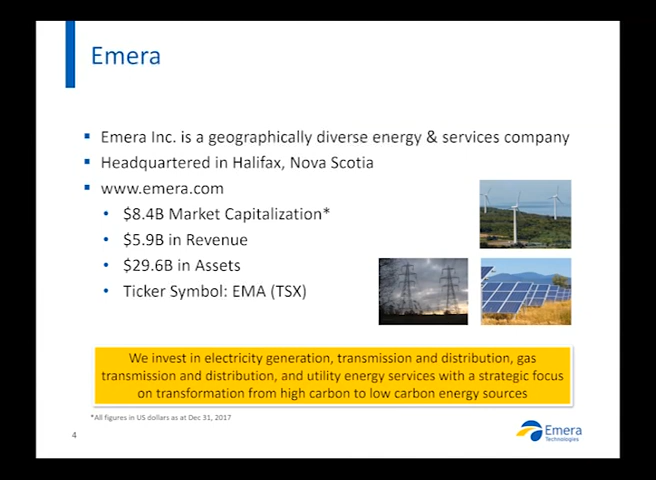 Emera
▪ Emera Inc. is a geographically diverse energy & services company
▪ Headquartered in Halifax, Nova Scotia
▪ www.emera.com
• $8.4B Market Capitalization*
• $5.9B in Revenue
• $29.6B in Assets
• Ticker Symbol: EMA (TSX)
We invest in electricity generation, transmission and distribution, gas
transmission and distribution, and utility energy services with a strategic focus
on transformation from high carbon to low carbon energy sources
*All figures in US dollars as at Dec 31, 2017
4
Emera
Technologies